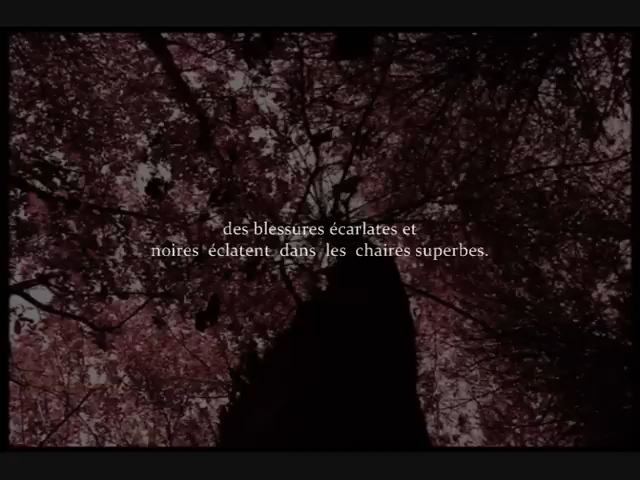 des blessures écarlates et
noires éclatent dans les chaires superbes.